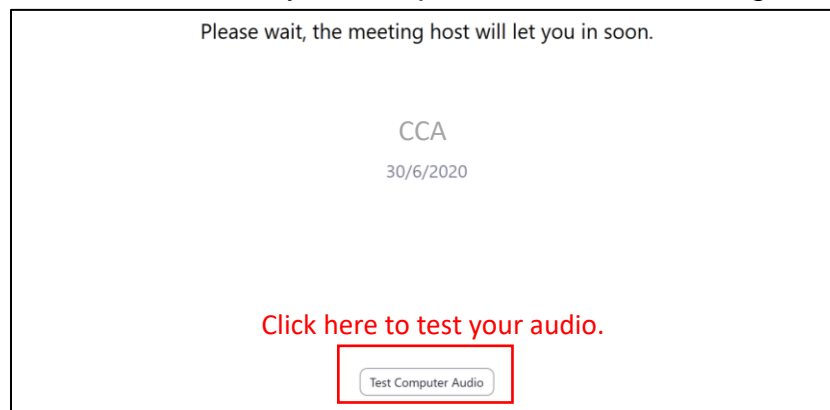 Please wait, the meeting host will let you in soon.
CCA
30/6/2020
Click here to test your audio.
Test Computer Audio